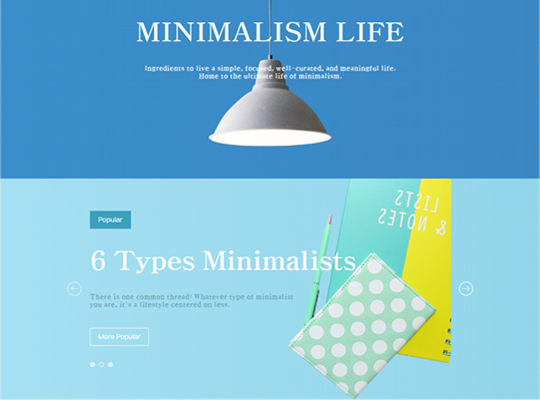 MINIMALISM LIFE
Ingredients to live a simple, focused, well-curated, and meaningful life.
Home to the ultimate life of minimalism.
Popular
LISTS
& NOTES
6 Types Minimalists
There is one common thread: Whatever type of minimalist
you are, it's a lifestyle centered on less.
More Popular